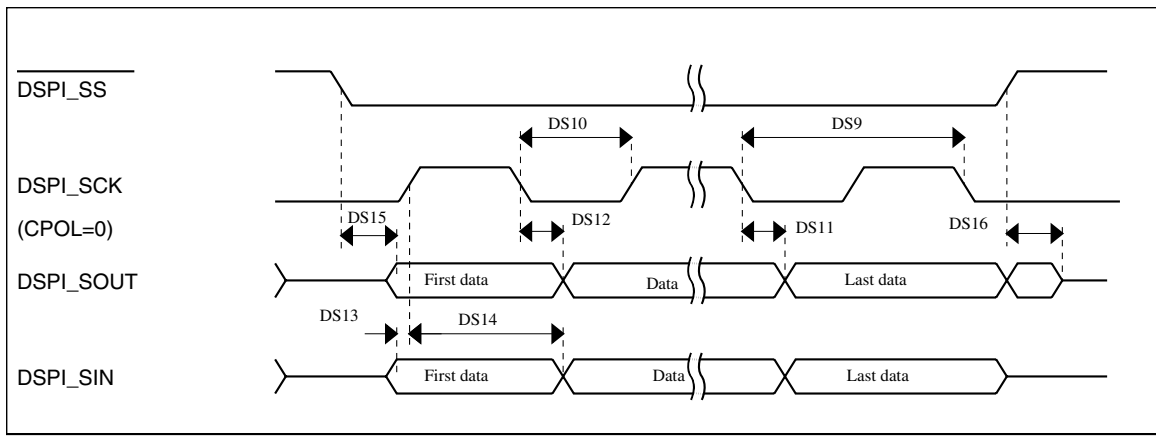 DSPI_SS
DS10
DS9
DSPI_SCK
(CPOL=0)
DS15
DS12
DS11
DS16
DSPI_SOUT
First data
Data
Last data
DS13
DS14
DSPI_SIN
First data
Data
Last data